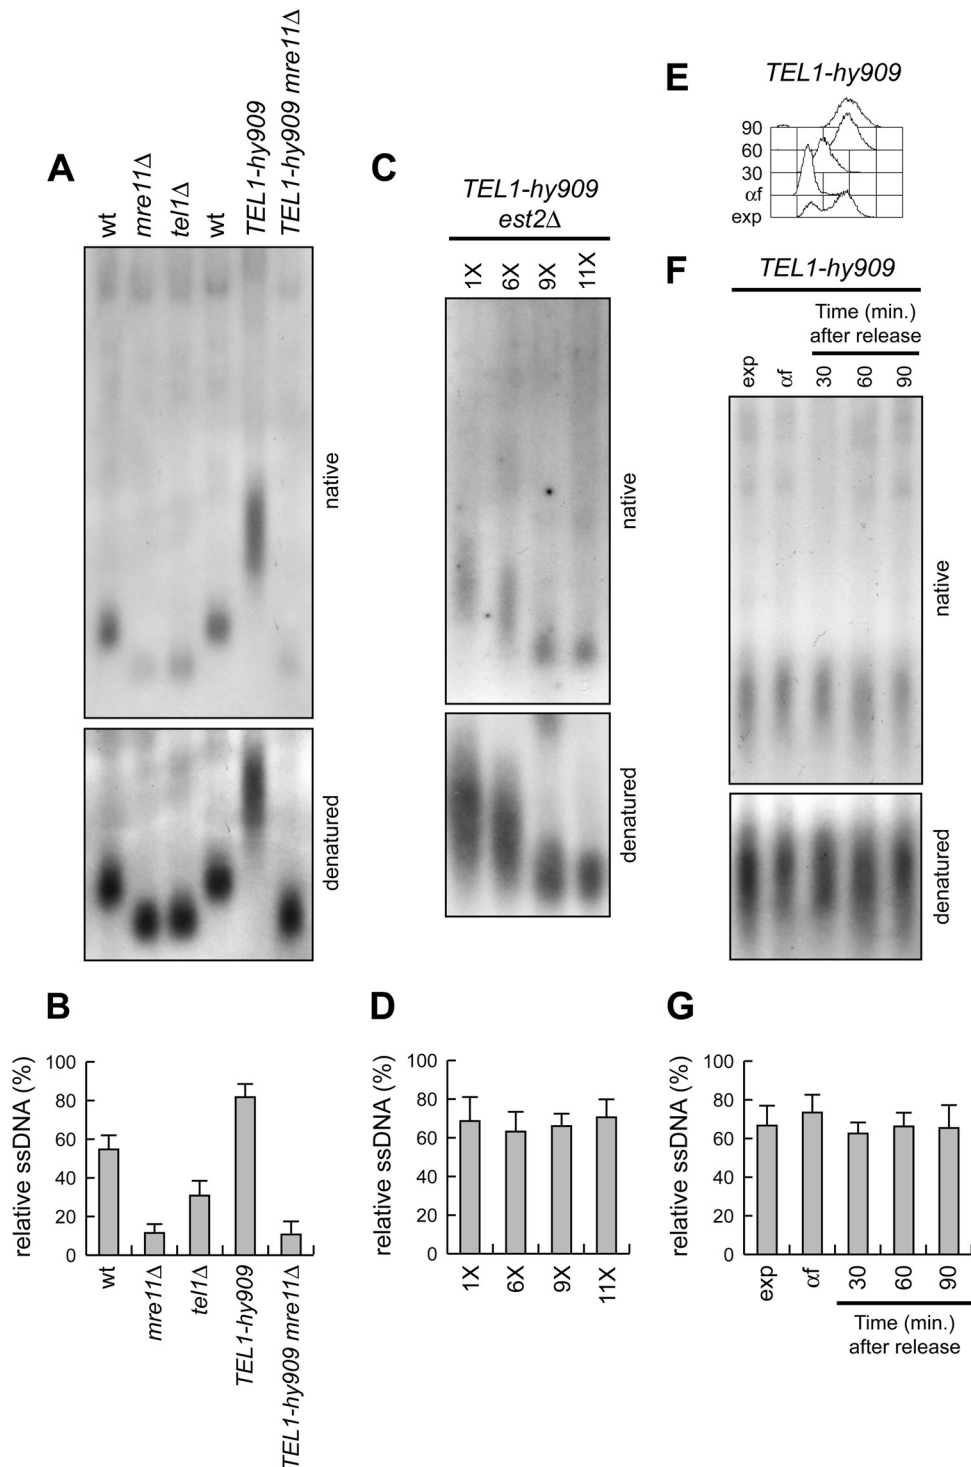 A
wt
mre11Δ
tel1Δ
wt
TEL1-hy909
TEL1-hy909 mre11Δ
native
denatured
B
relative ssDNA (%)
100
80
60
40
20
0
wt
mre11Δ
tel1Δ
TEL1-hy909
TEL1-hy909 mre11Δ
C
TEL1-hy909
est2Δ
1X
6X
9X
11X
native
denatured
D
relative ssDNA (%)
100
80
60
40
20
0
1X
6X
9X
11X
E
TEL1-hy909
90
60
30
αf
exp
F
TEL1-hy909
Time (min.)
after release
exp
αf
30
60
90
native
denatured
G
relative ssDNA (%)
100
80
60
40
20
0
exp
αf
30
60
90
Time (min.)
after release